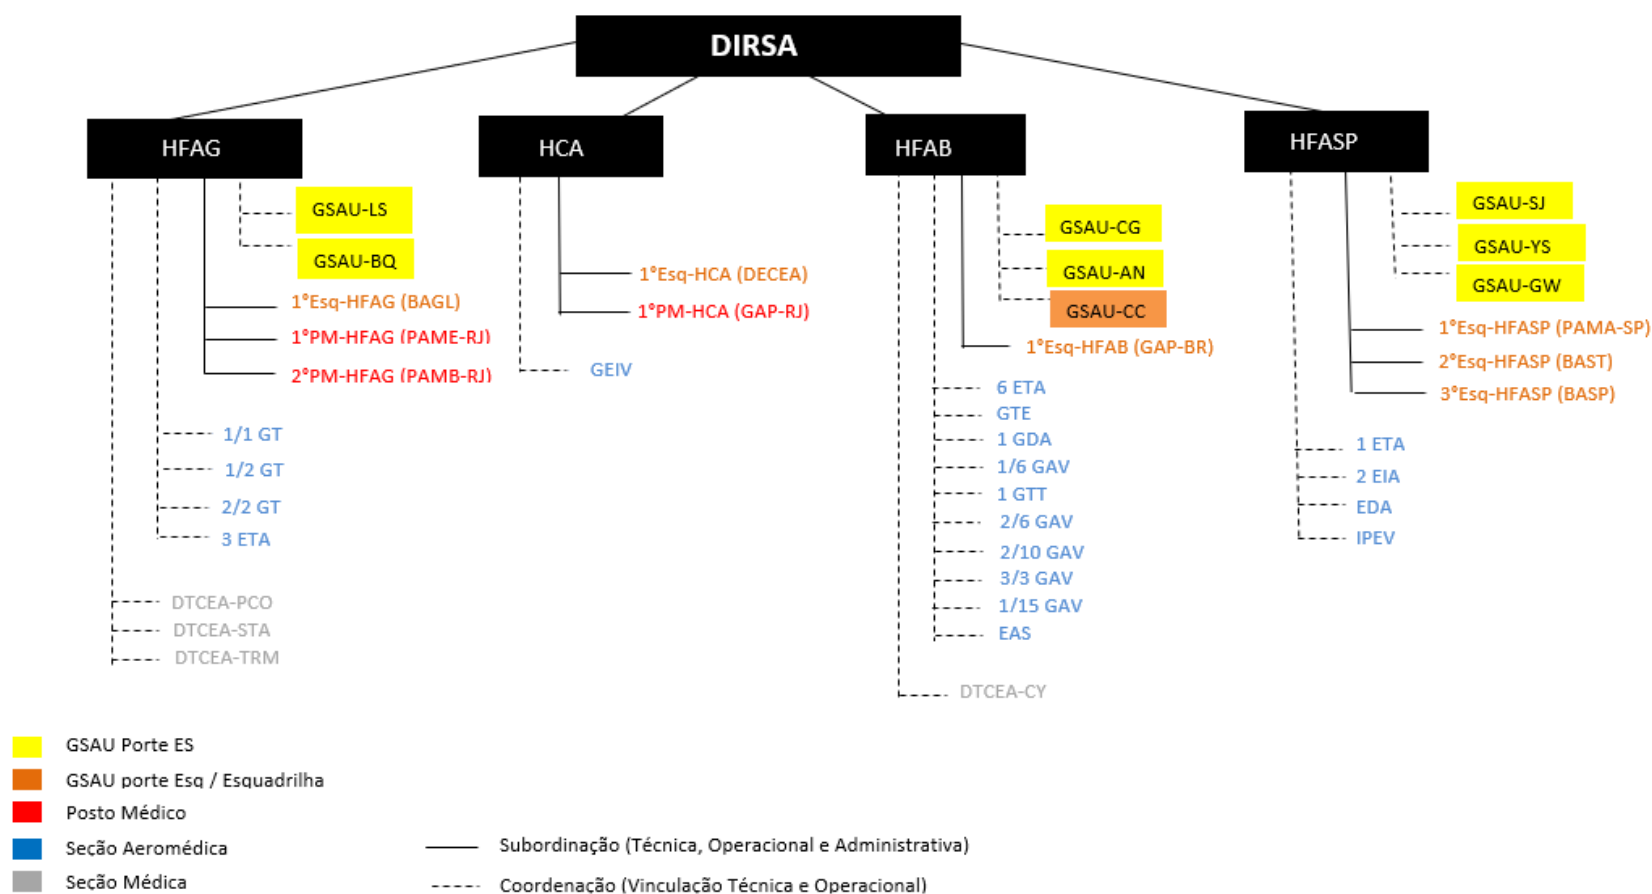 DIRSA
HFAG
HCA
HFAB
HFASP
GSAU-LS
GSAU-BQ
1°Esq-HFAG (BAGL)
1°PM-HFAG (PAME-RJ)
2°PM-HFAG (PAMB-RJ)
1/1 GT
1/2 GT
2/2 GT
3 ETA
DTCEA-PCO
DTCEA-STA
DTCEA-TRM
1°Esq-HCA (DECEA)
1°PM-HCA (GAP-RJ)
GEIV
GSAU-CG
GSAU-AN
GSAU-CC
1°Esq-HFAB (GAP-BR)
6 ETA
GTE
1 GDA
1/6 GAV
1 GTT
2/6 GAV
2/10 GAV
3/3 GAV
1/15 GAV
EAS
DTCEA-CY
GSAU-SJ
GSAU-YS
GSAU-GW
1°Esq-HFASP (PAMA-SP)
2°Esq-HFASP (BAST)
3°Esq-HFASP (BASP)
1 ETA
2 EIA
EDA
IPEV
GSAU Porte ES
GSAU porte Esq / Esquadrilha
Posto Médico
Seção Aeromédica
Seção Médica
Subordinação (Técnica, Operacional e Administrativa)
Coordenação (Vinculação Técnica e Operacional)